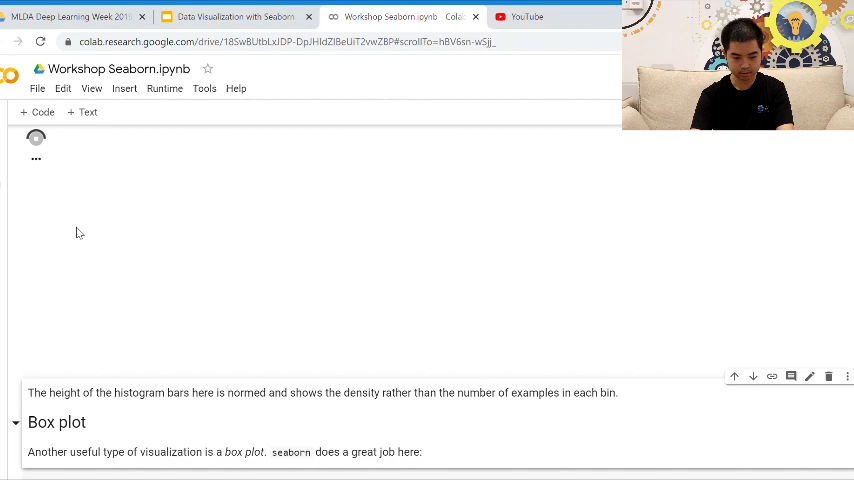 MLDA Deep Learning Week 2019
Data Visualization with Seaborn
Workshop Seaborn.ipynb - Colab
YouTube
colab.research.google.com/drive/18SwBUtbLxJDP-DpJHIdZlBeUiT2vwZBP#scrollTo=hBV6sn-wSjj_
Workshop Seaborn.ipynb
File Edit View Insert Runtime Tools Help
+ Code + Text
The height of the histogram bars here is normed and shows the density rather than the number of examples in each bin.
Box plot
Another useful type of visualization is a box plot. seaborn does a great job here: